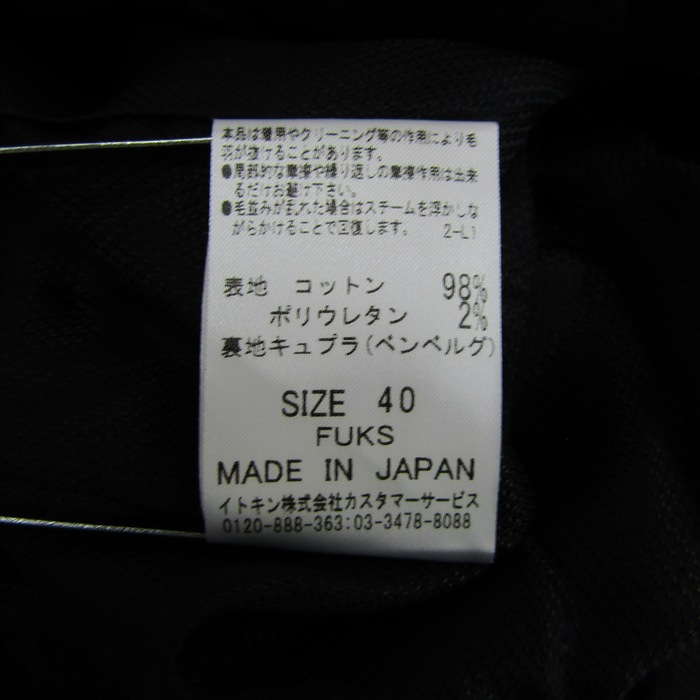 本品は着用やクリーニング等の作用により毛
羽が抜けることがあります。
●局部的な摩擦や繰り返しの摩擦作用は出来
るだけお避け下さい。
●毛並みが乱れた場合はスチームを浮かしな
がらかけることで回復します。 2-L1
表地 コットン 98%
ポリウレタン 2%
裏地キュプラ(ベンベルグ)
SIZE 40
FUKS
MADE IN JAPAN
イトキン株式会社カスタマーサービス
0120-888-363:03-3478-8088